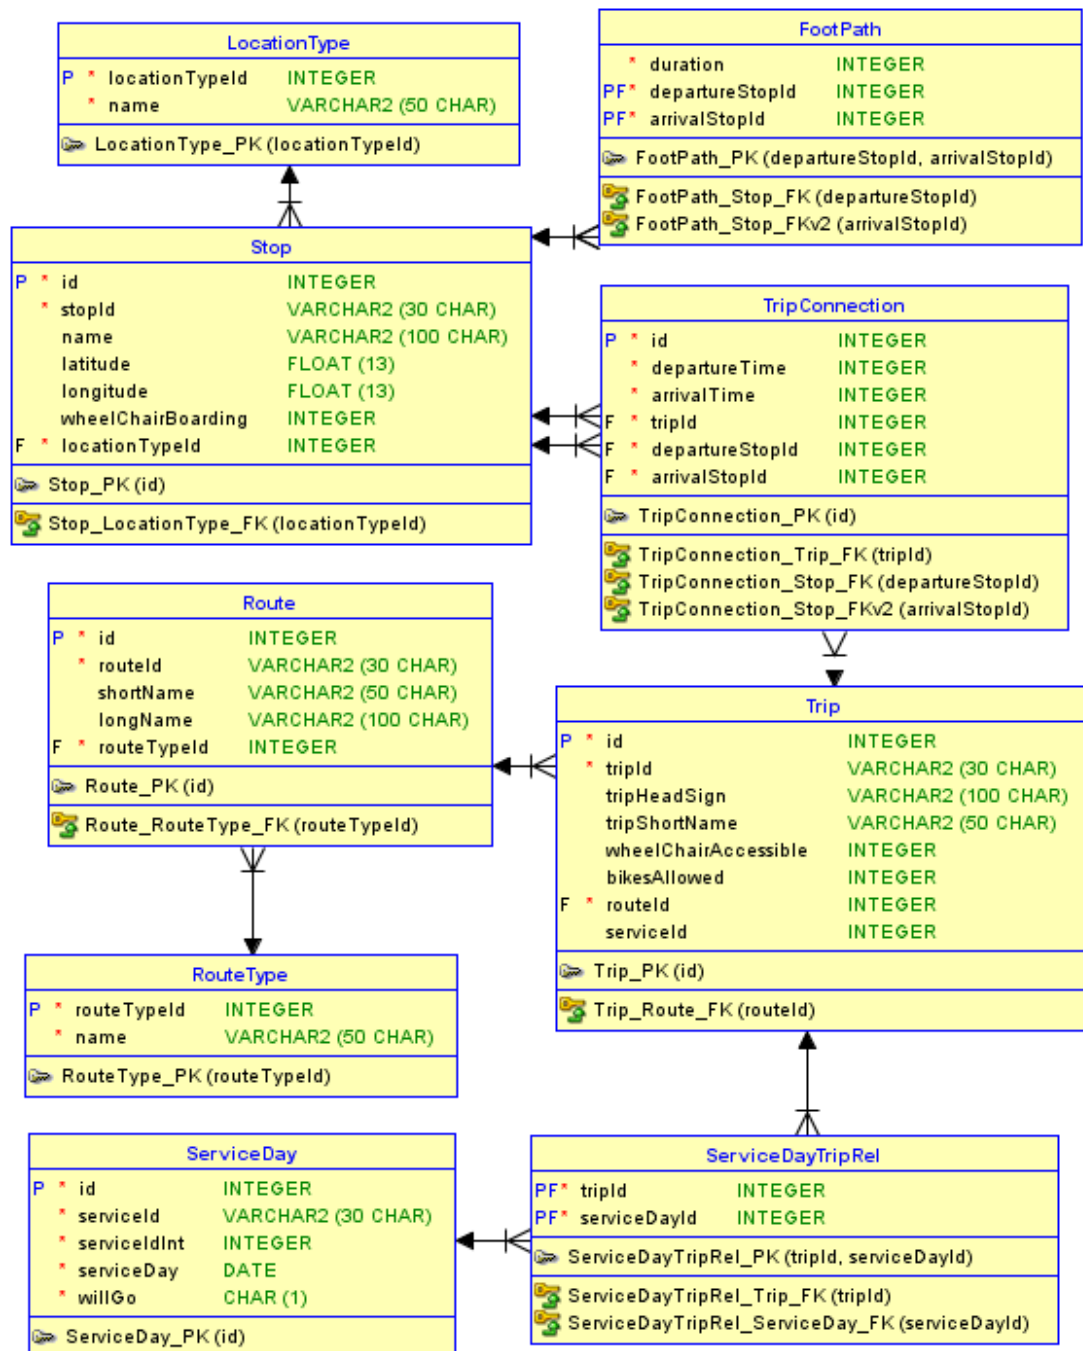 LocationType
P * locationTypeId INTEGER
* name VARCHAR2 (50 CHAR)
LocationType_PK (locationTypeId)
FootPath
* duration INTEGER
PF* departureStopId INTEGER
PF* arrivalStopId INTEGER
FootPath_PK (departureStopId, arrivalStopId)
FootPath_Stop_FK (departureStopId)
FootPath_Stop_FKv2 (arrivalStopId)
Stop
P * id INTEGER
* stopId VARCHAR2 (30 CHAR)
name VARCHAR2 (100 CHAR)
latitude FLOAT (13)
longitude FLOAT (13)
wheelChairBoarding INTEGER
F * locationTypeId INTEGER
Stop_PK (id)
Stop_LocationType_FK (locationTypeId)
TripConnection
P * id INTEGER
* departureTime INTEGER
* arrivalTime INTEGER
F * tripId INTEGER
F * departureStopId INTEGER
F * arrivalStopId INTEGER
TripConnection_PK (id)
TripConnection_Trip_FK (tripId)
TripConnection_Stop_FK (departureStopId)
TripConnection_Stop_FKv2 (arrivalStopId)
Route
P * id INTEGER
* routeId VARCHAR2 (30 CHAR)
shortName VARCHAR2 (50 CHAR)
longName VARCHAR2 (100 CHAR)
F * routeTypeId INTEGER
Route_PK (id)
Route_RouteType_FK (routeTypeId)
Trip
P * id INTEGER
* tripId VARCHAR2 (30 CHAR)
tripHeadSign VARCHAR2 (100 CHAR)
tripShortName VARCHAR2 (50 CHAR)
wheelChairAccessible INTEGER
bikesAllowed INTEGER
F * routeId INTEGER
serviceId INTEGER
Trip_PK (id)
Trip_Route_FK (routeId)
RouteType
P * routeTypeId INTEGER
* name VARCHAR2 (50 CHAR)
RouteType_PK (routeTypeId)
ServiceDay
P * id INTEGER
* serviceId VARCHAR2 (30 CHAR)
* serviceIdInt INTEGER
* serviceDay DATE
* willGo CHAR (1)
ServiceDay_PK (id)
ServiceDayTripRel
PF* tripId INTEGER
PF* serviceDayId INTEGER
ServiceDayTripRel_PK (tripId, serviceDayId)
ServiceDayTripRel_Trip_FK (tripId)
ServiceDayTripRel_ServiceDay_FK (serviceDayId)